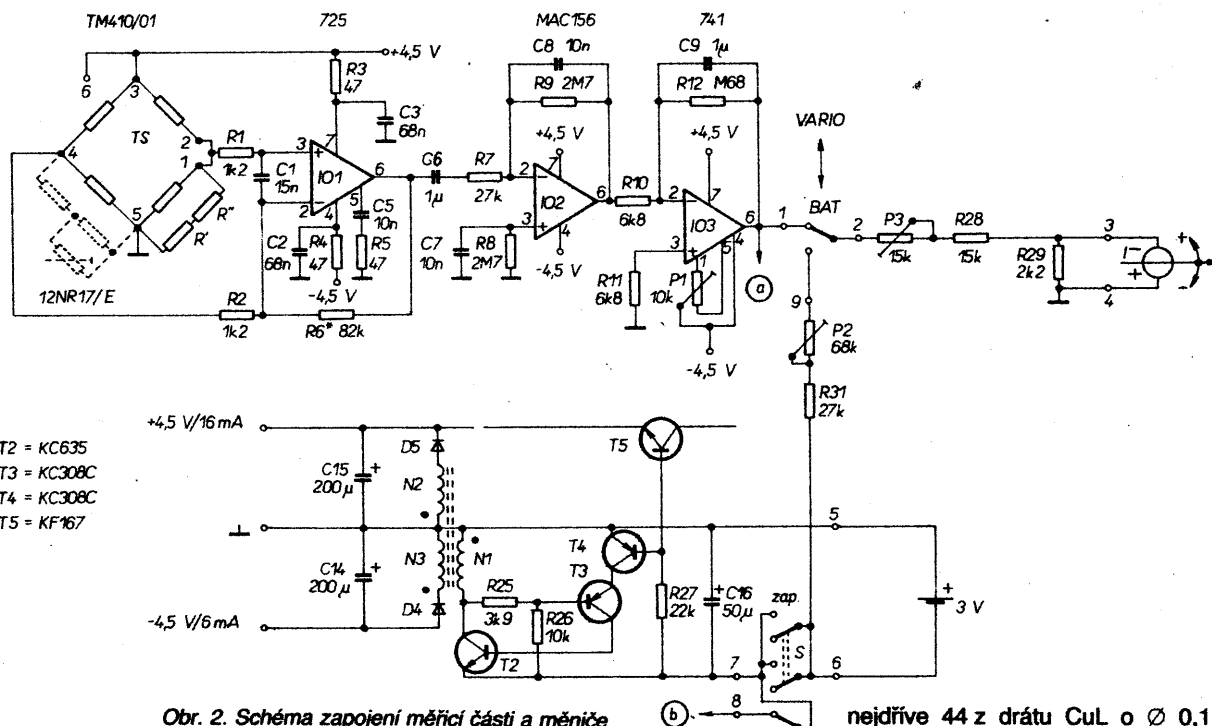 TM410/01
725
MAC156
741
C8 10n
C9 1µ
+4,5 V
R3
47
R9 2M7
R12 M68
6
3
C3
68n
TS
2
1
4
5
R1
1k2
C1
15n
3
7
+
IO1
-
2
4
6
5
C6
1µ
R7
27k
+4,5 V
2
7
-
IO2
6
3
+
4
-4,5 V
R10
6k8
+4,5 V
2
7
-
IO3
6
3
+
1
5
4
VARIO
BAT
1
2
P3
15k
R28
15k
R29
2k2
3
4
I-
+
+
-
R"
R'
C2
68n
R4
47
-4,5 V
C5
10n
R5
47
C7
10n
R8
2M7
R11
6k8
P1
10k
a
-4,5 V
9
P2
68k
R31
27k
12NR17/E
R2
1k2
R6* 82k
T2 = KC635
T3 = KC308C
T4 = KC308C
T5 = KF167
+4,5 V/16mA
D5
T5
C15
200µ
+
N2
N3
N1
T4
5
C14
200µ
+
D4
-4,5 V/6mA
R25
3k9
R26
10k
T3
T2
R27
22k
+
C16
50µ
zap.
S
7
6
+
3 V
b
8
Obr. 2. Schéma zapojení měřicí části a měniče
nejdříve 44 z drátu CuL o Ø 0,1